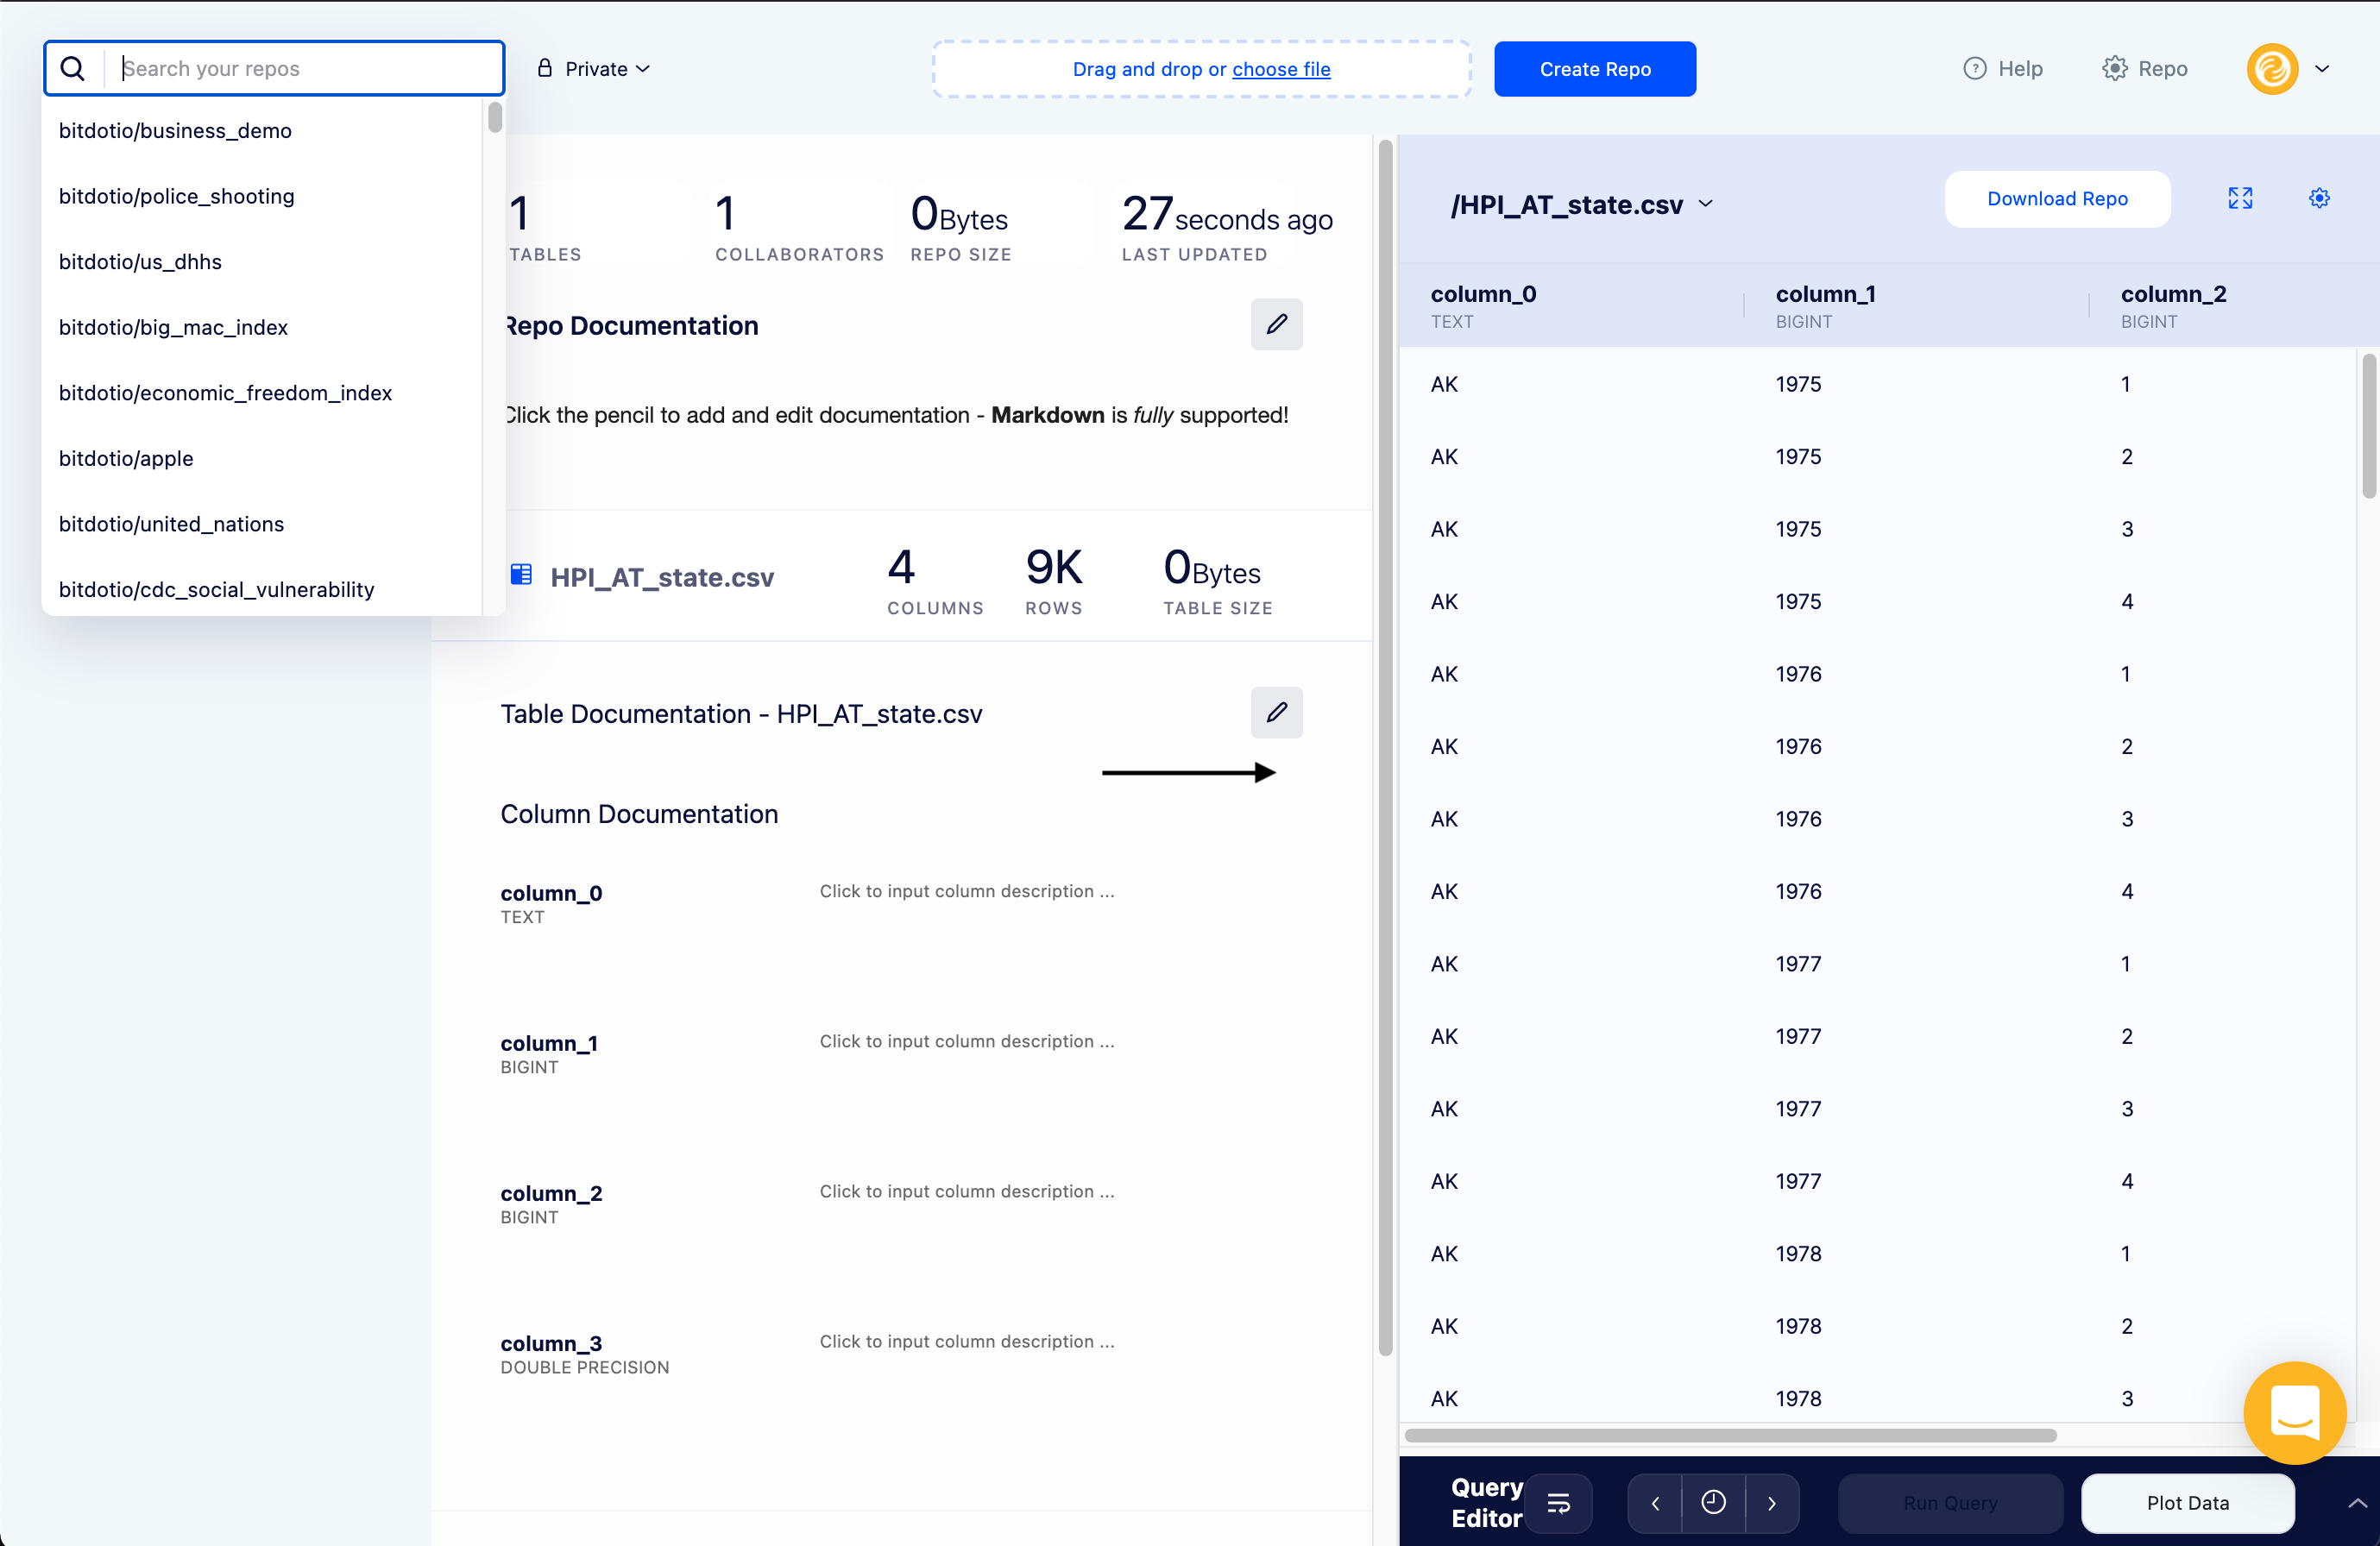 Search your repos
Private
Drag and drop or choose file
Create Repo
Help
Repo
bitdotio/business_demo
bitdotio/police_shooting
bitdotio/us_dhhs
bitdotio/big_mac_index
bitdotio/economic_freedom_index
bitdotio/apple
bitdotio/united_nations
bitdotio/cdc_social_vulnerability
1
TABLES
1
COLLABORATORS
0Bytes
REPO SIZE
27seconds ago
LAST UPDATED
Repo Documentation
Click the pencil to add and edit documentation - Markdown is fully supported!
HPI_AT_state.csv
4
COLUMNS
9K
ROWS
0Bytes
TABLE SIZE
Table Documentation - HPI_AT_state.csv
Column Documentation
column_0
TEXT
Click to input column description ...
column_1
BIGINT
Click to input column description ...
column_2
BIGINT
Click to input column description ...
column_3
DOUBLE PRECISION
Click to input column description ...
/HPI_AT_state.csv
Download Repo
column_0 column_1 column_2
TEXT BIGINT BIGINT
AK 1975 1
AK 1975 2
AK 1975 3
AK 1975 4
AK 1976 1
AK 1976 2
AK 1976 3
AK 1976 4
AK 1977 1
AK 1977 2
AK 1977 3
AK 1977 4
AK 1978 1
AK 1978 2
AK 1978 3
Query
Editor
Run Query
Plot Data